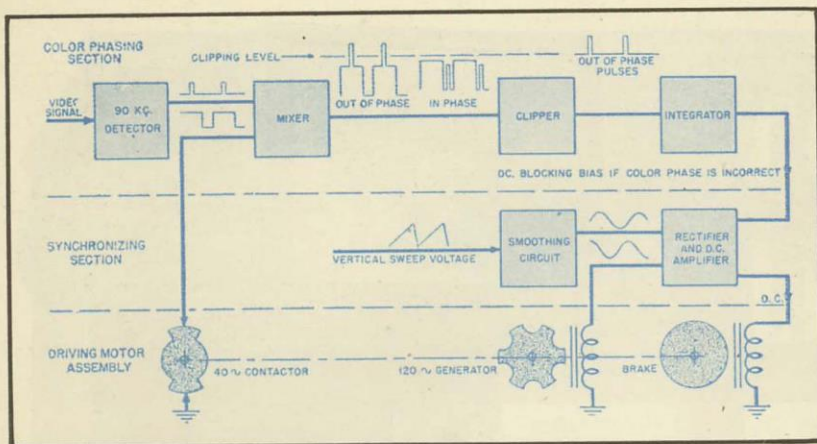 COLOR PHASING
SECTION
CLIPPING LEVEL
OUT OF PHASE
PULSES
VIDEO
SIGNAL
90 KC.
DETECTOR
MIXER
OUT OF PHASE
IN PHASE
CLIPPER
INTEGRATOR
DC. BLOCKING BIAS IF COLOR PHASE IS INCORRECT
SYNCHRONIZING
SECTION
VERTICAL SWEEP VOLTAGE
SMOOTHING
CIRCUIT
RECTIFIER
AND D.C.
AMPLIFIER
D.C.
DRIVING MOTOR
ASSEMBLY
40 ~ CONTACTOR
120 ~ GENERATOR
BRAKE